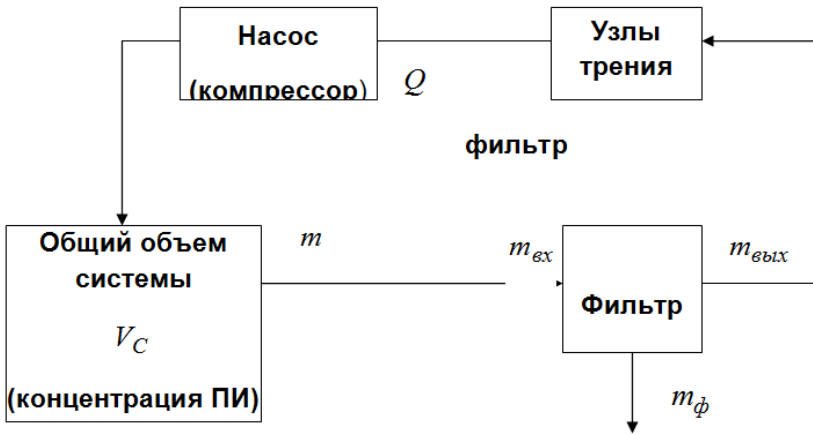 Насос
(компрессор)
Узлы
трения
Q
фильтр
Общий объем
системы
V_C
(концентрация ПИ)
m
m_вх
Фильтр
m_вых
m_ф